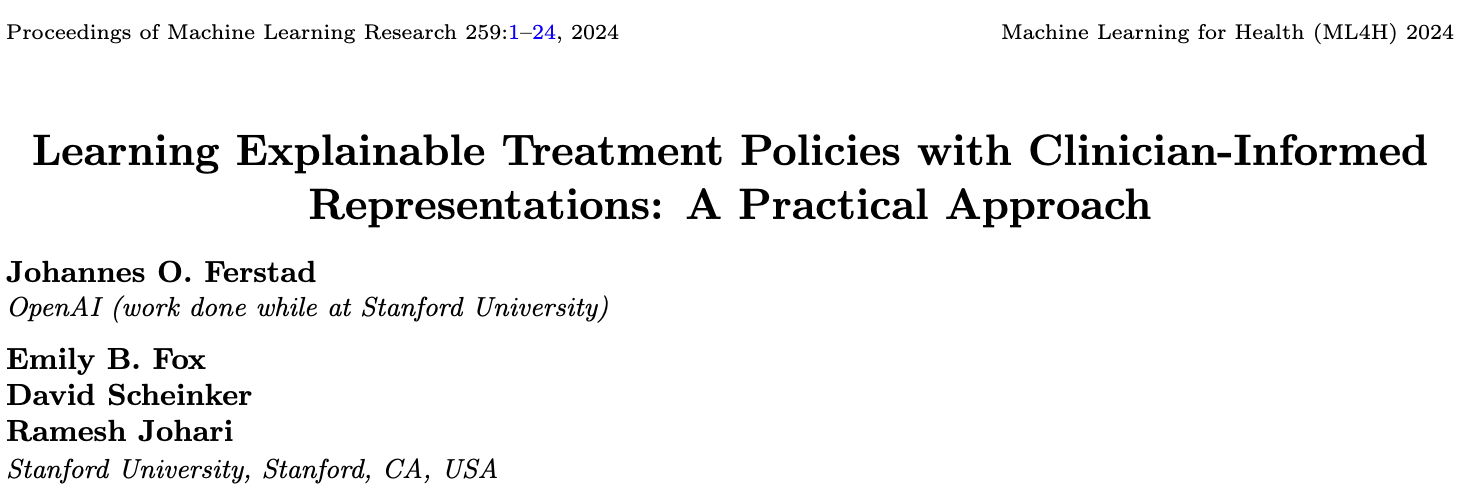 Proceedings of Machine Learning Research 259:1–24, 2024
Machine Learning for Health (ML4H) 2024
Learning Explainable Treatment Policies with Clinician-Informed
Representations: A Practical Approach
Johannes O. Ferstad
OpenAI (work done while at Stanford University)
Emily B. Fox
David Scheinker
Ramesh Johari
Stanford University, Stanford, CA, USA